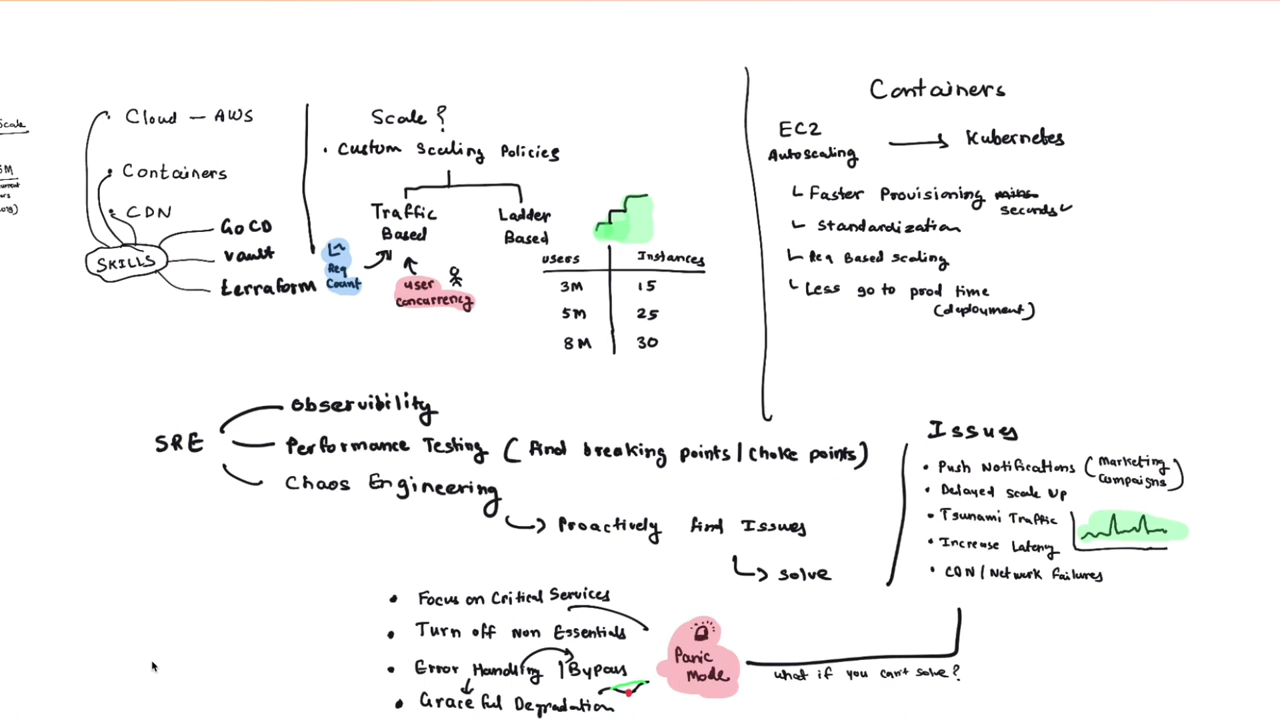 Scale
Cloud - AWS
Containers
CDN
GoCD
Vault
terraform
SKILLS
Scale?
• Custom Scaling Policies
Traffic
Based
Ladder
Based
Req
Count
user
concurrency
users Instances
3M 15
5M 25
8M 30
Containers
EC2
Autoscaling
Kubernetes
Faster Provisioning mins
seconds
Standardization
Req Based scaling
Less go to prod time
(deployment)
SRE
Observibility
Performance Testing (find breaking points/choke points)
Chaos Engineering
Proactively find Issues
solve
Issues
• Push Notifications (Marketing
Campaigns)
• Delayed Scale Up
• Tsunami Traffic
• Increase Latency
• CDN/Network failures
what if you can't solve?
Panic
Mode
• Focus on Critical Services
• Turn off Non Essentials
• Error Handling / Bypass
• Graceful Degradation